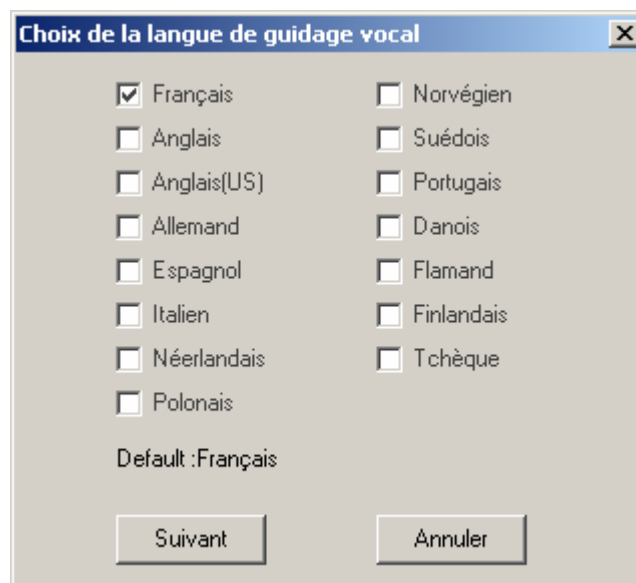 Choix de la langue de guidage vocal
Français
Anglais
Anglais(US)
Allemand
Espagnol
Italien
Néerlandais
Polonais
Norvégien
Suédois
Portugais
Danois
Flamand
Finlandais
Tchèque
Default :Français
Suivant
Annuler